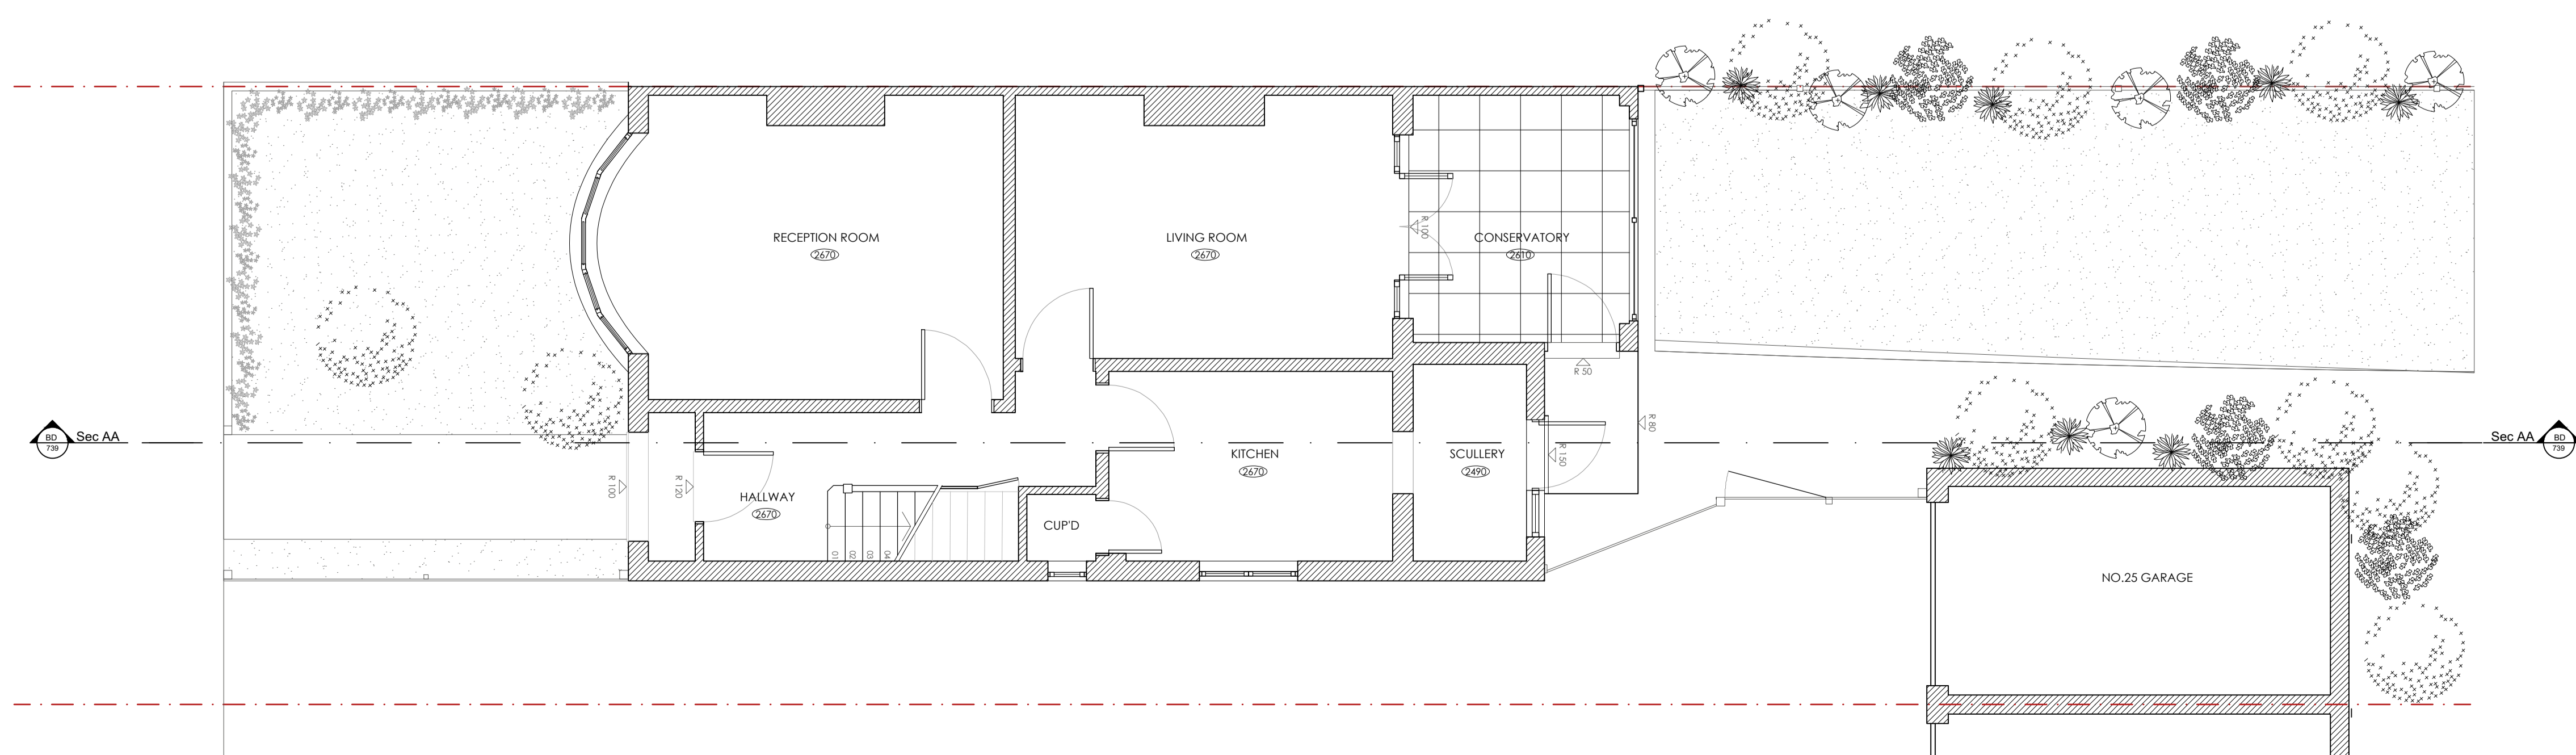 RECEPTION ROOM
2670
LIVING ROOM
2670
CONSERVATORY
2610
R 100
R 50
R 80
R 150
BD
739
Sec AA
Sec AA
BD
739
KITCHEN
2670
SCULLERY
2490
R 100
R 120
HALLWAY
2670
CUP'D
01
02
03
04
NO.25 GARAGE